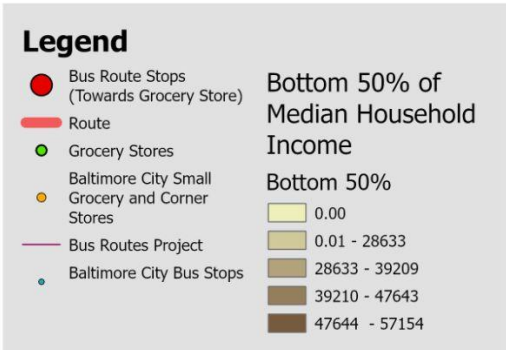 Legend
Bus Route Stops
(Towards Grocery Store)
Route
Grocery Stores
Baltimore City Small
Grocery and Corner
Stores
Bus Routes Project
Baltimore City Bus Stops
Bottom 50% of
Median Household
Income
Bottom 50%
0.00
0.01 - 28633
28633 - 39209
39210 - 47643
47644 - 57154